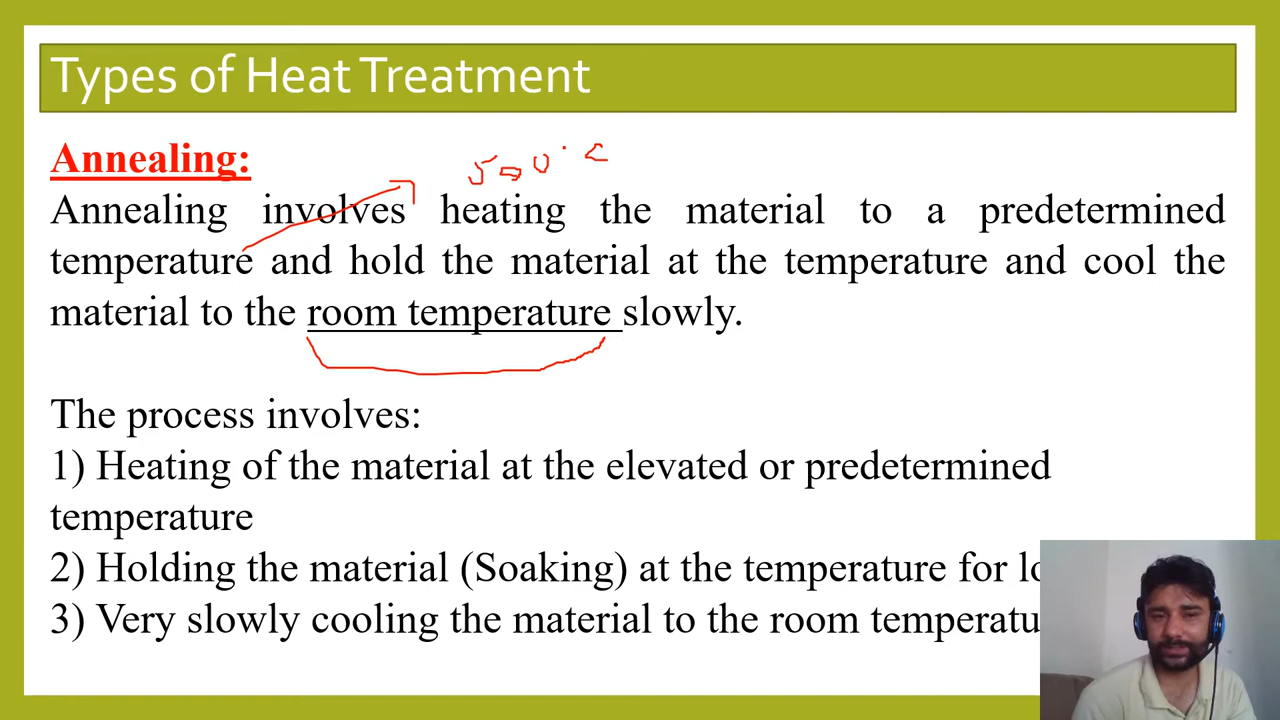 Types of Heat Treatment
Annealing:
500°C
Annealing involves heating the material to a predetermined
temperature and hold the material at the temperature and cool the
material to the room temperature slowly.
The process involves:
1) Heating of the material at the elevated or predetermined
temperature
2) Holding the material (Soaking) at the temperature for
3) Very slowly cooling the material to the room